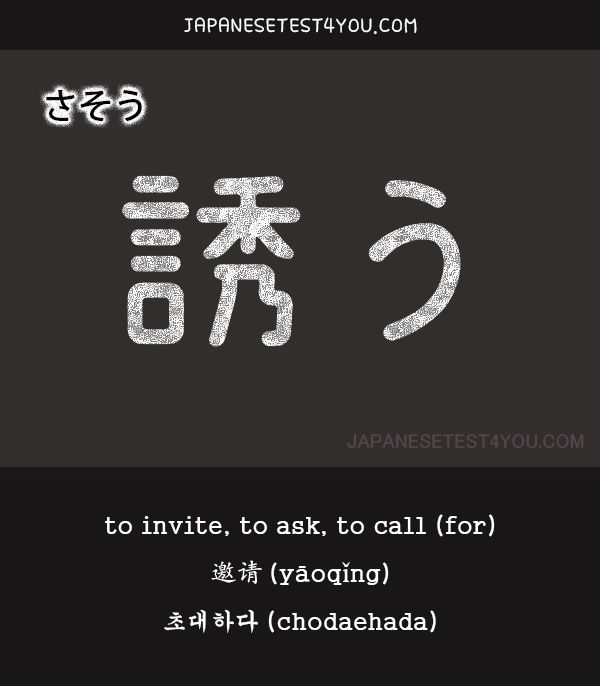 JAPANESETEST4YOU.COM
さそう
誘う
JAPANESETEST4YOU.COM
to invite, to ask, to call (for)
邀请 (yāoqǐng)
초대하다 (chodaehada)